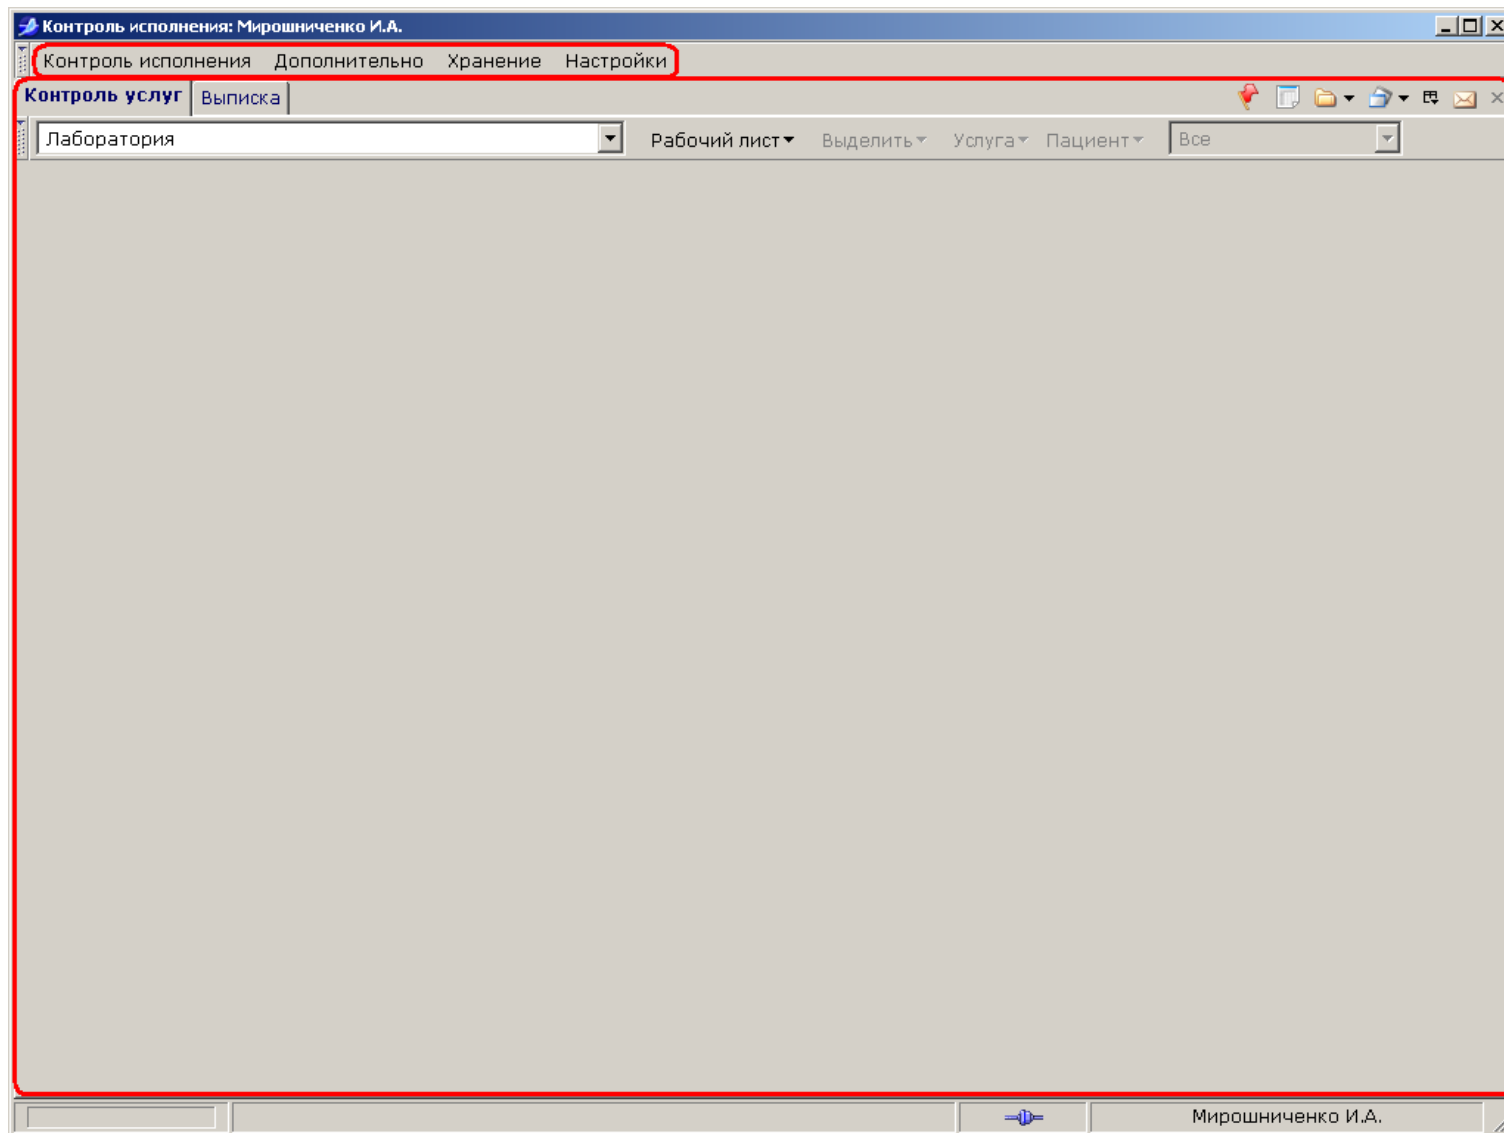 Контроль исполнения: Мирошниченко И.А.
Контроль исполнения Дополнительно Хранение Настройки
Контроль услуг Выписка
Лаборатория Рабочий лист Выделить Услуга Пациент Все
Мирошниченко И.А.